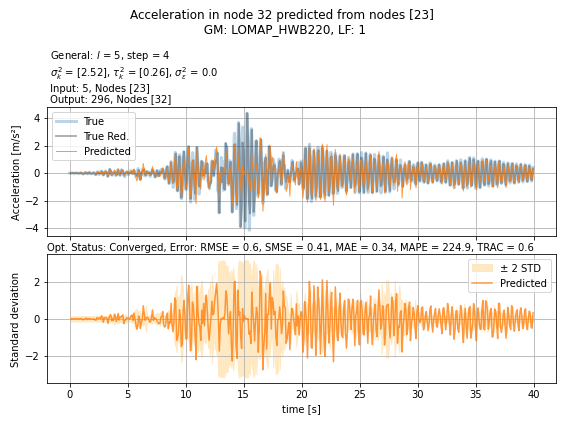 Acceleration in node 32 predicted from nodes [23]
GM: LOMAP_HWB220, LF: 1
General: l = 5, step = 4
σ²ₖ = [2.52], τ²ₖ = [0.26], σ²ε = 0.0
Input: 5, Nodes [23]
Output: 296, Nodes [32]
Acceleration [m/s²]
4
2
0
−2
−4
True
True Red.
Predicted
Opt. Status: Converged, Error: RMSE = 0.6, SMSE = 0.41, MAE = 0.34, MAPE = 224.9, TRAC = 0.6
Standard deviation
2
0
−2
± 2 STD
Predicted
0 5 10 15 20 25 30 35 40
time [s]